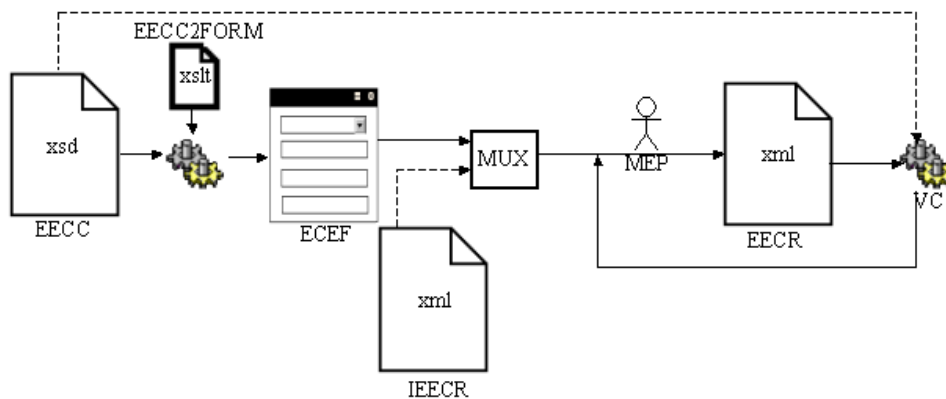 EECC2FORM
xslt
xsd
EECC
ECEF
MUX
MEP
xml
EECR
VC
xml
IEECR